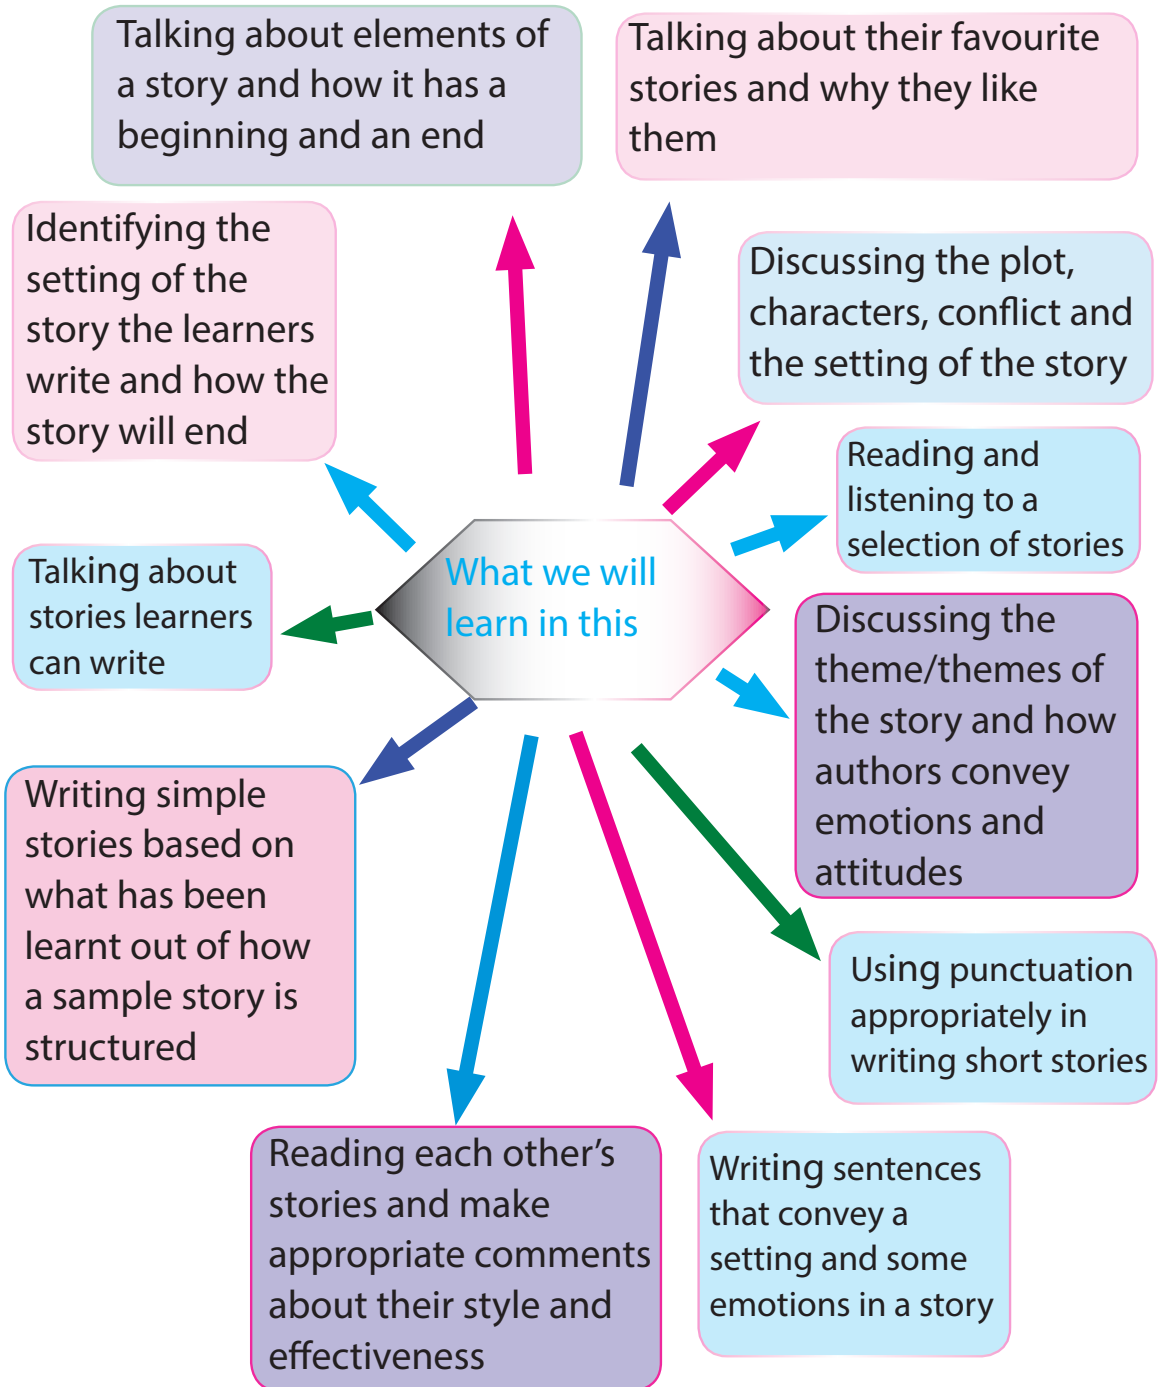 Talking about elements of
a story and how it has a
beginning and an end
Talking about their favourite
stories and why they like
them
Identifying the
setting of the
story the learners
write and how the
story will end
Discussing the plot,
characters, conflict and
the setting of the story
Reading and
listening to a
selection of stories
What we will
learn in this
Talking about
stories learners
can write
Discussing the
theme/themes of
the story and how
authors convey
emotions and
attitudes
Writing simple
stories based on
what has been
learnt out of how
a sample story is
structured
Using punctuation
appropriately in
writing short stories
Reading each other’s
stories and make
appropriate comments
about their style and
effectiveness
Writing sentences
that convey a
setting and some
emotions in a story